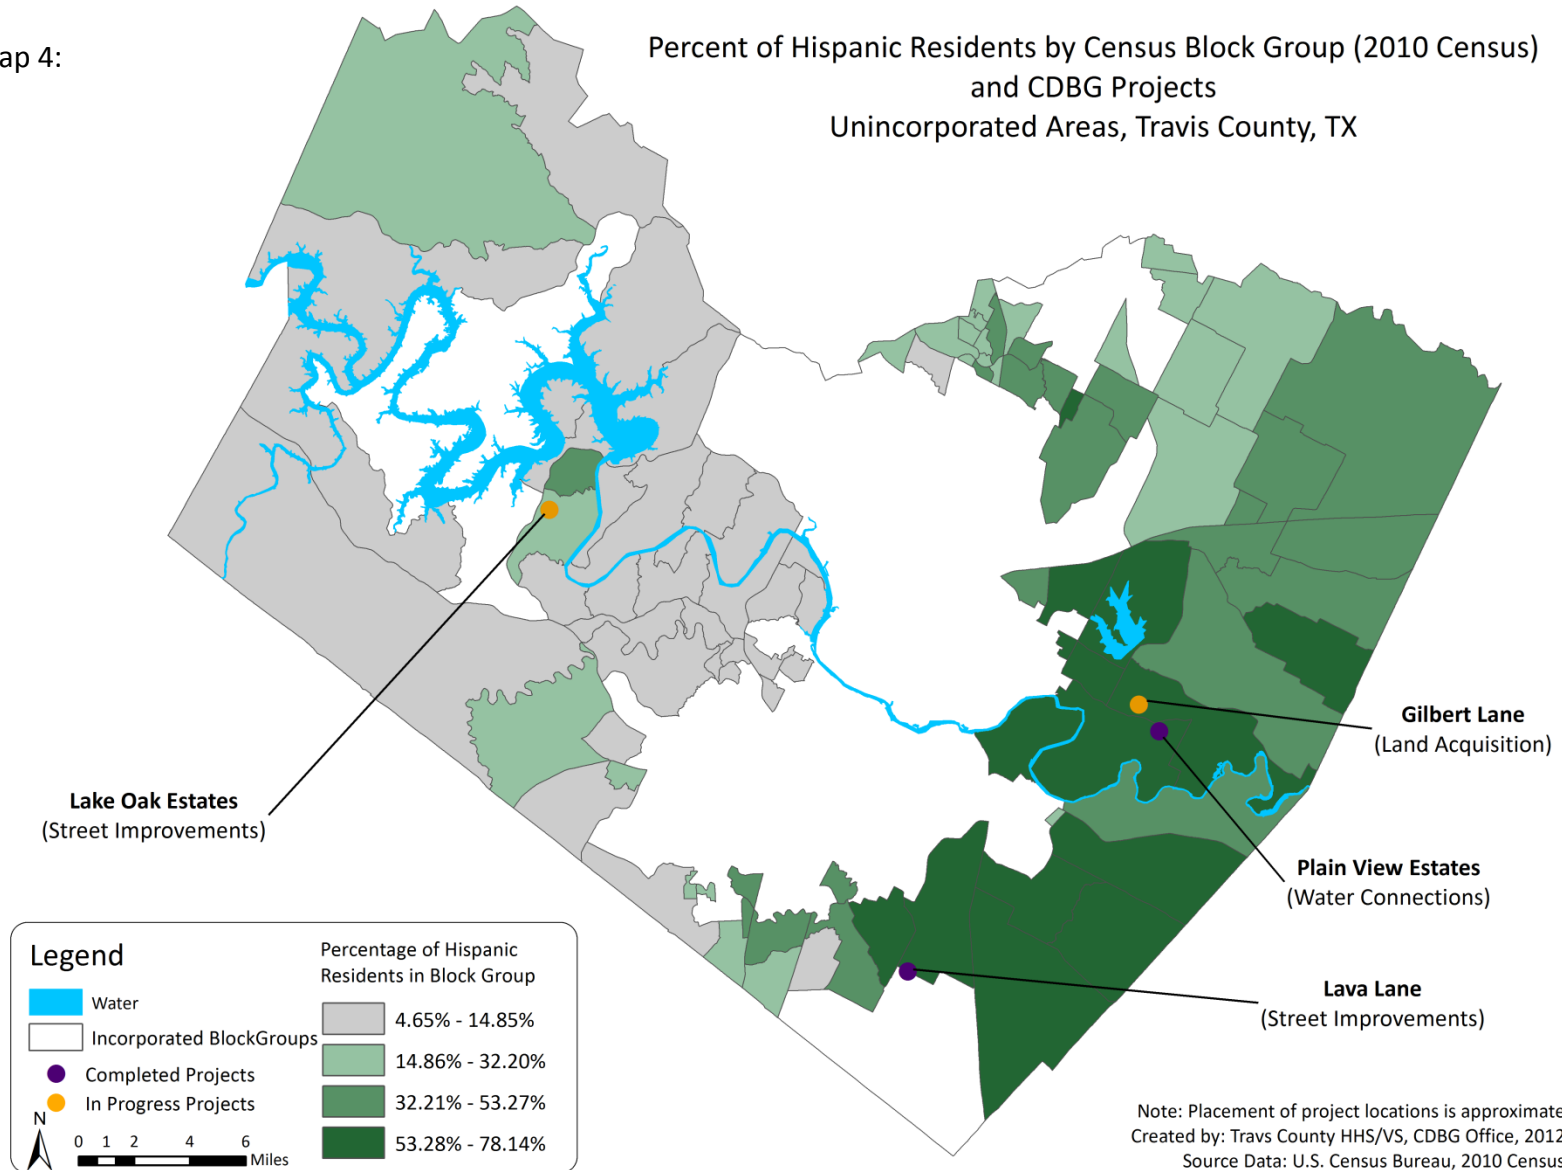 ap 4:
Percent of Hispanic Residents by Census Block Group (2010 Census)
and CDBG Projects
Unincorporated Areas, Travis County, TX
Gilbert Lane
(Land Acquisition)
Lake Oak Estates
(Street Improvements)
Plain View Estates
(Water Connections)
Lava Lane
(Street Improvements)
Legend
Water
Incorporated BlockGroups
Completed Projects
In Progress Projects
N
0 1 2 4 6
Miles
Percentage of Hispanic
Residents in Block Group
4.65% - 14.85%
14.86% - 32.20%
32.21% - 53.27%
53.28% - 78.14%
Note: Placement of project locations is approximate
Created by: Travs County HHS/VS, CDBG Office, 2012
Source Data: U.S. Census Bureau, 2010 Census